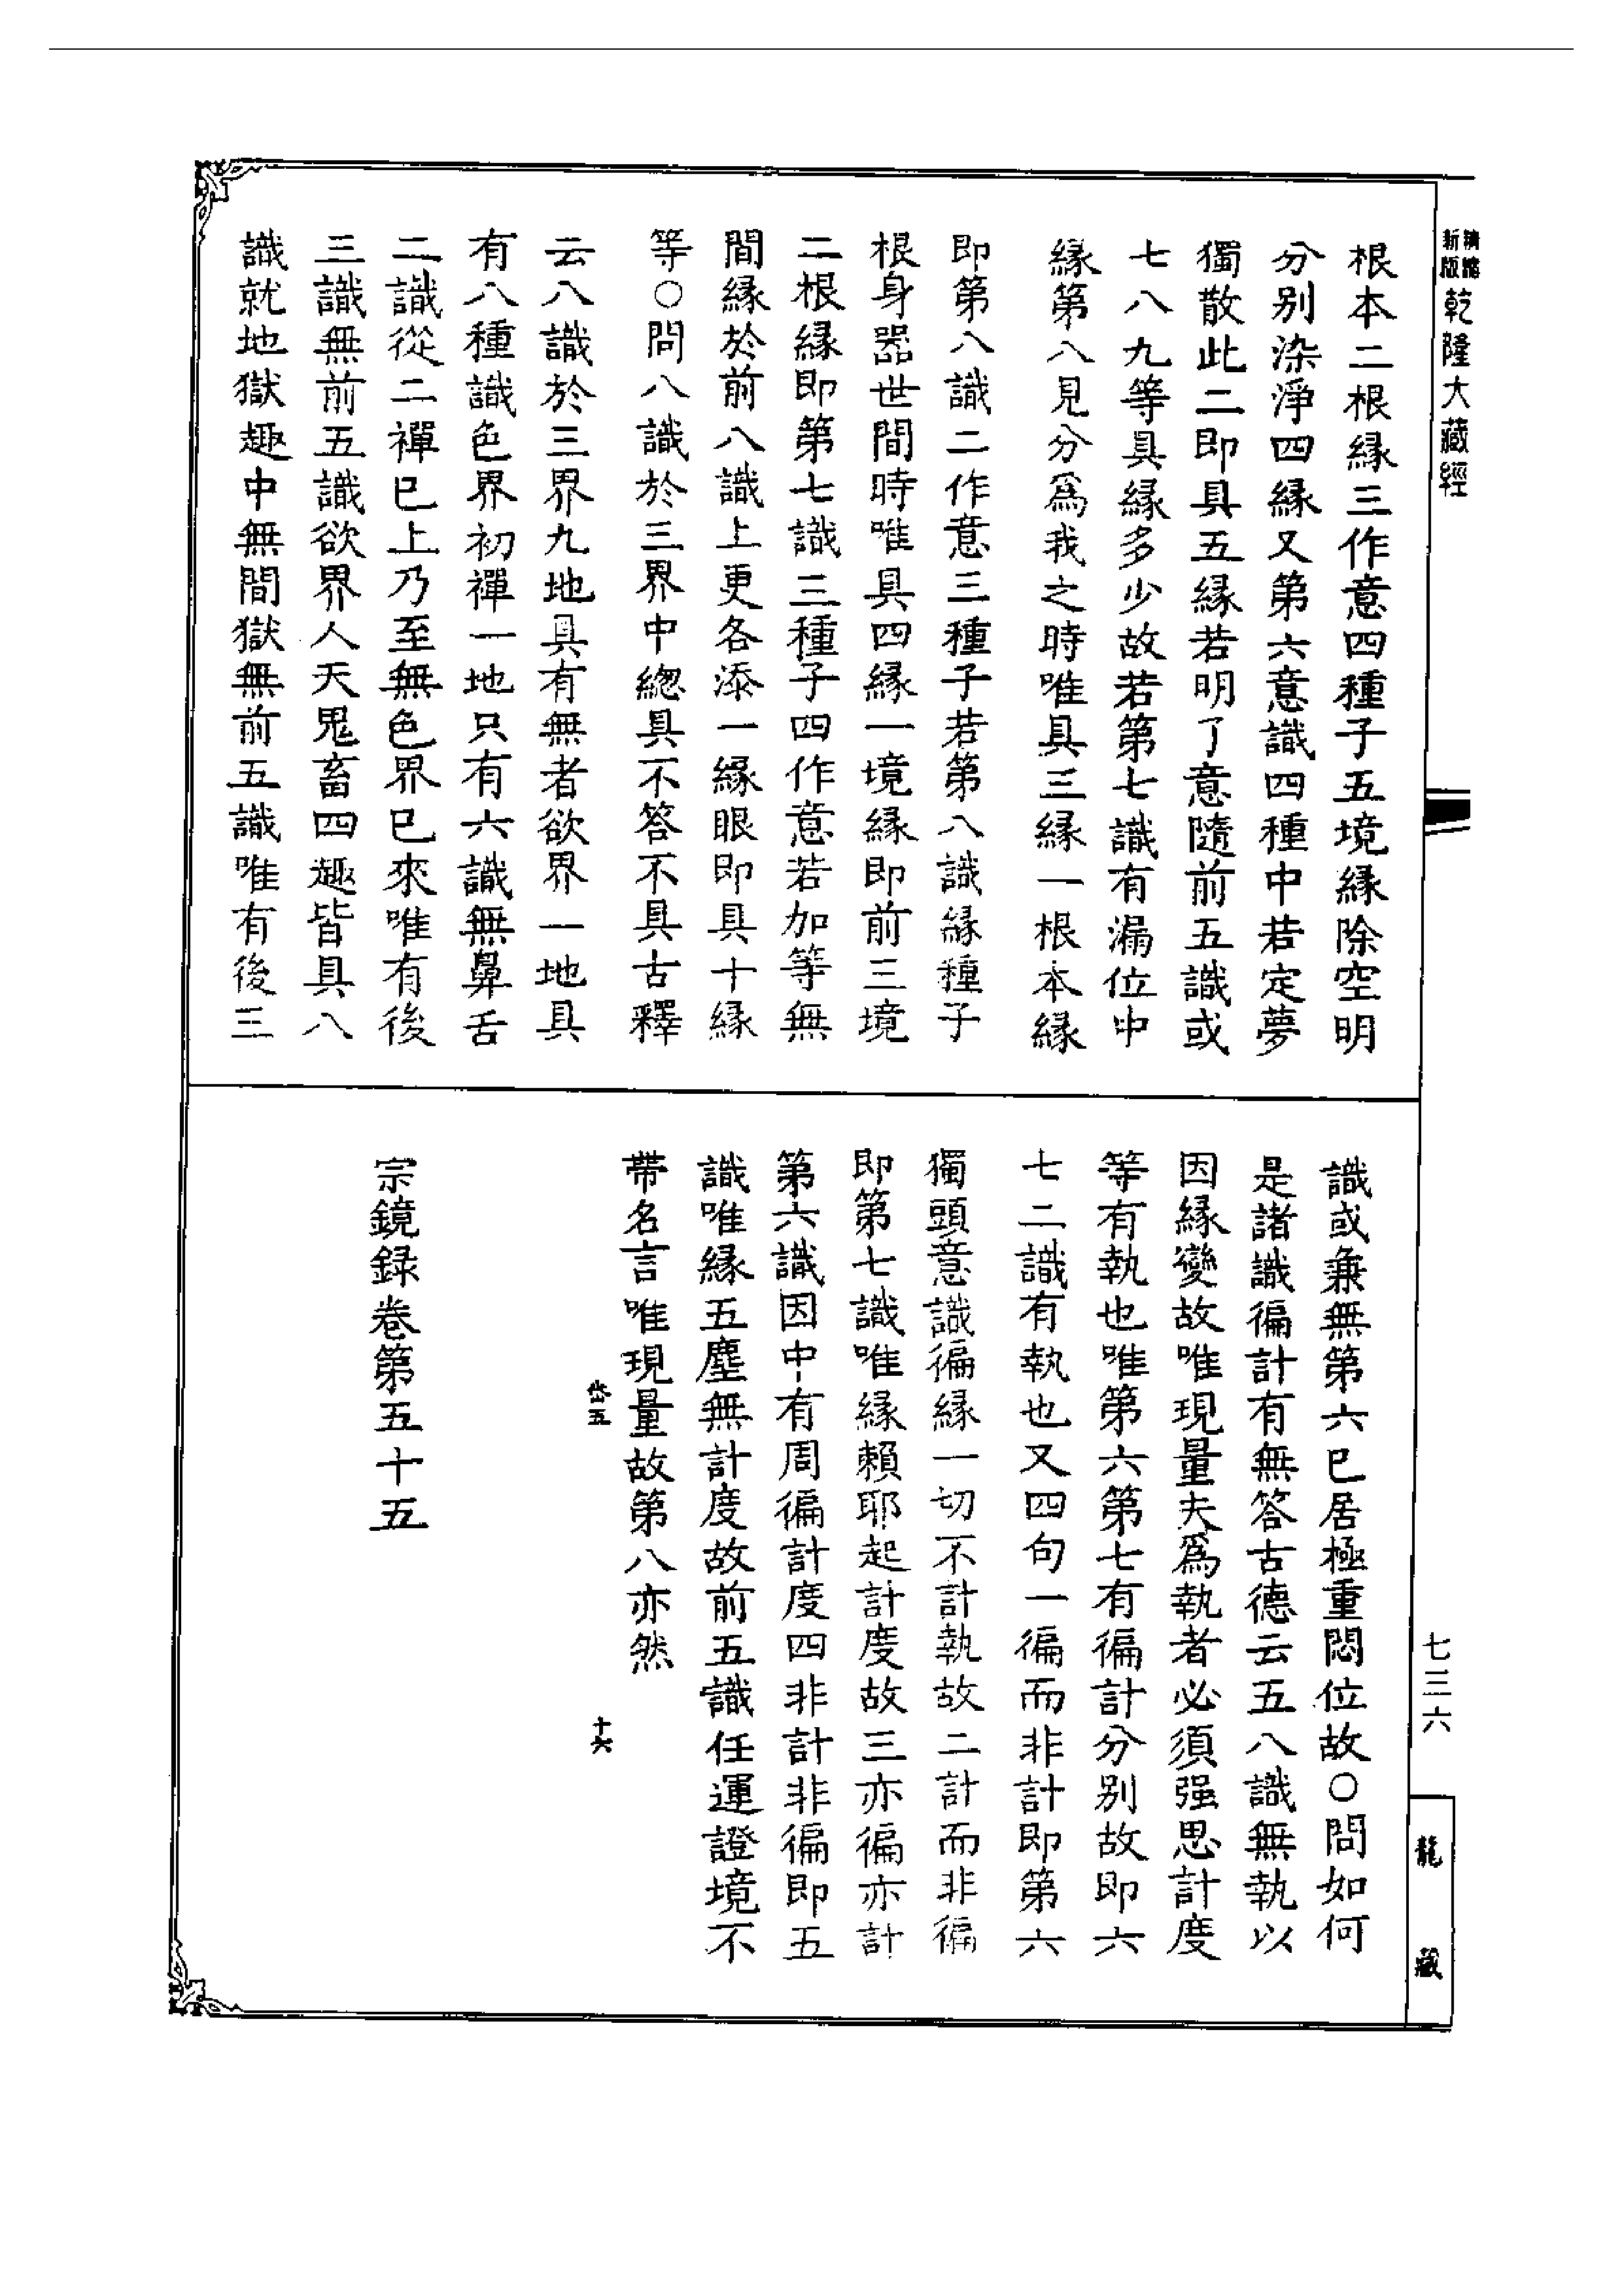 新版精縮乾隆大藏經
根本二根緣三作意四種子五境緣除空明
分別染淨四緣又第六意識四種中若定夢
獨散此二即具五緣若明了意隨前五識或
七八九等具緣多少故若第七識有漏位中
緣第八見分爲我之時唯具三緣一根本緣
即第八識二作意三種子若第八識緣種子
根身器世間時唯具四緣一境緣即前三境
二根緣即第七識三種子四作意若加等無
間緣於前八識上更各添一緣眼即具十緣
等○問八識於三界中總具不答不具古釋
云八識於三界九地具有無者欲界一地具
有八種識色界初禪一地只有六識無鼻舌
二識從二禪已上乃至無色界已來唯有後
三識無前五識欲界人天鬼畜四趣皆具八
識就地獄趣中無間獄無前五識唯有後三
識或兼無第六已居極重悶位故○問如何
是諸識徧計有無答古德云五八識無執以
因緣變故唯現量夫爲執者必須强思計度
等有執也唯第六第七有徧計分別故即六
七二識有執也又四句一徧而非計即第六
獨頭意識徧緣一切不計執故二計而非徧
即第七識唯緣賴耶起計度故三亦徧亦計
第六識因中有周徧計度四非計非徧即五
識唯緣五塵無計度故前五識任運證境不
帶名言唯現量故第八亦然
岱五
十六
宗鏡錄卷第五十五
七三六
龍藏